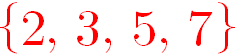 {2, 3, 5, 7}